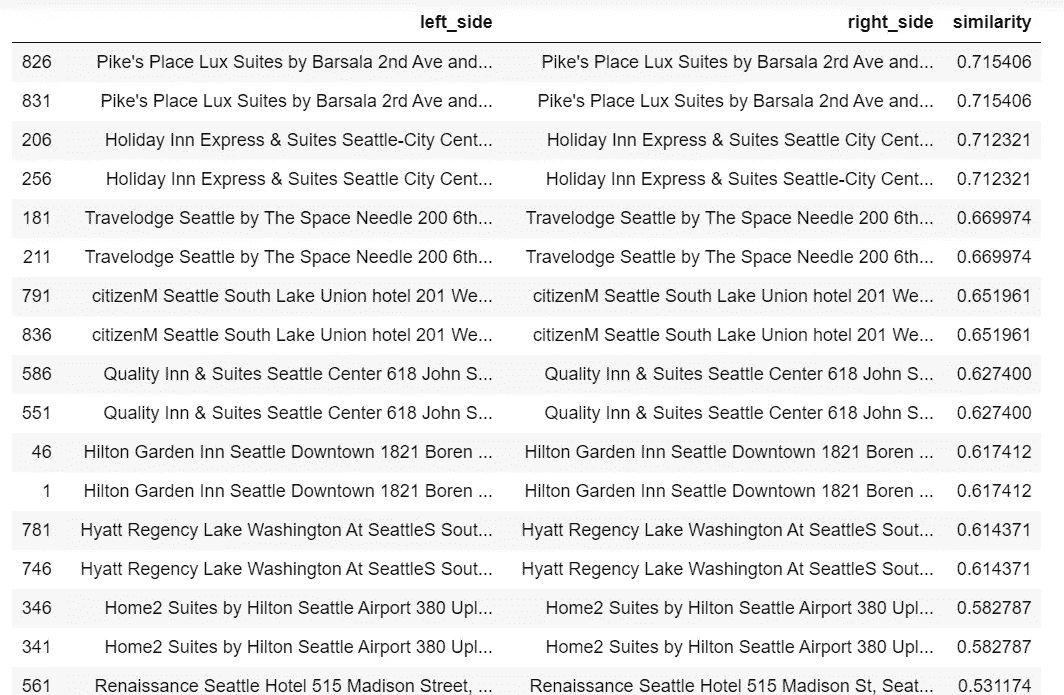 left_side right_side similarity
826 Pike's Place Lux Suites by Barsala 2nd Ave and... Pike's Place Lux Suites by Barsala 2rd Ave and... 0.715406
831 Pike's Place Lux Suites by Barsala 2rd Ave and... Pike's Place Lux Suites by Barsala 2nd Ave and... 0.715406
206 Holiday Inn Express & Suites Seattle-City Cent... Holiday Inn Express & Suites Seattle City Cent... 0.712321
256 Holiday Inn Express & Suites Seattle City Cent... Holiday Inn Express & Suites Seattle-City Cent... 0.712321
181 Travelodge Seattle by The Space Needle 200 6th... Travelodge Seattle by The Space Needle 200 6th... 0.669974
211 Travelodge Seattle by The Space Needle 200 6th... Travelodge Seattle by The Space Needle 200 6th... 0.669974
791 citizenM Seattle South Lake Union hotel 201 We... citizenM Seattle South Lake Union hotel 201 We... 0.651961
836 citizenM Seattle South Lake Union hotel 201 We... citizenM Seattle South Lake Union hotel 201 We... 0.651961
586 Quality Inn & Suites Seattle Center 618 John S... Quality Inn & Suites Seattle Center 618 John S... 0.627400
551 Quality Inn & Suites Seattle Center 618 John S... Quality Inn & Suites Seattle Center 618 John S... 0.627400
46 Hilton Garden Inn Seattle Downtown 1821 Boren ... Hilton Garden Inn Seattle Downtown 1821 Boren ... 0.617412
1 Hilton Garden Inn Seattle Downtown 1821 Boren ... Hilton Garden Inn Seattle Downtown 1821 Boren ... 0.617412
781 Hyatt Regency Lake Washington At SeattleS Sout... Hyatt Regency Lake Washington At SeattleS Sout... 0.614371
746 Hyatt Regency Lake Washington At SeattleS Sout... Hyatt Regency Lake Washington At SeattleS Sout... 0.614371
346 Home2 Suites by Hilton Seattle Airport 380 Upl... Home2 Suites by Hilton Seattle Airport 380 Upl... 0.582787
341 Home2 Suites by Hilton Seattle Airport 380 Upl... Home2 Suites by Hilton Seattle Airport 380 Upl... 0.582787
561 Renaissance Seattle Hotel 515 Madison Street, ... Renaissance Seattle Hotel 515 Madison St, Seat... 0.531174